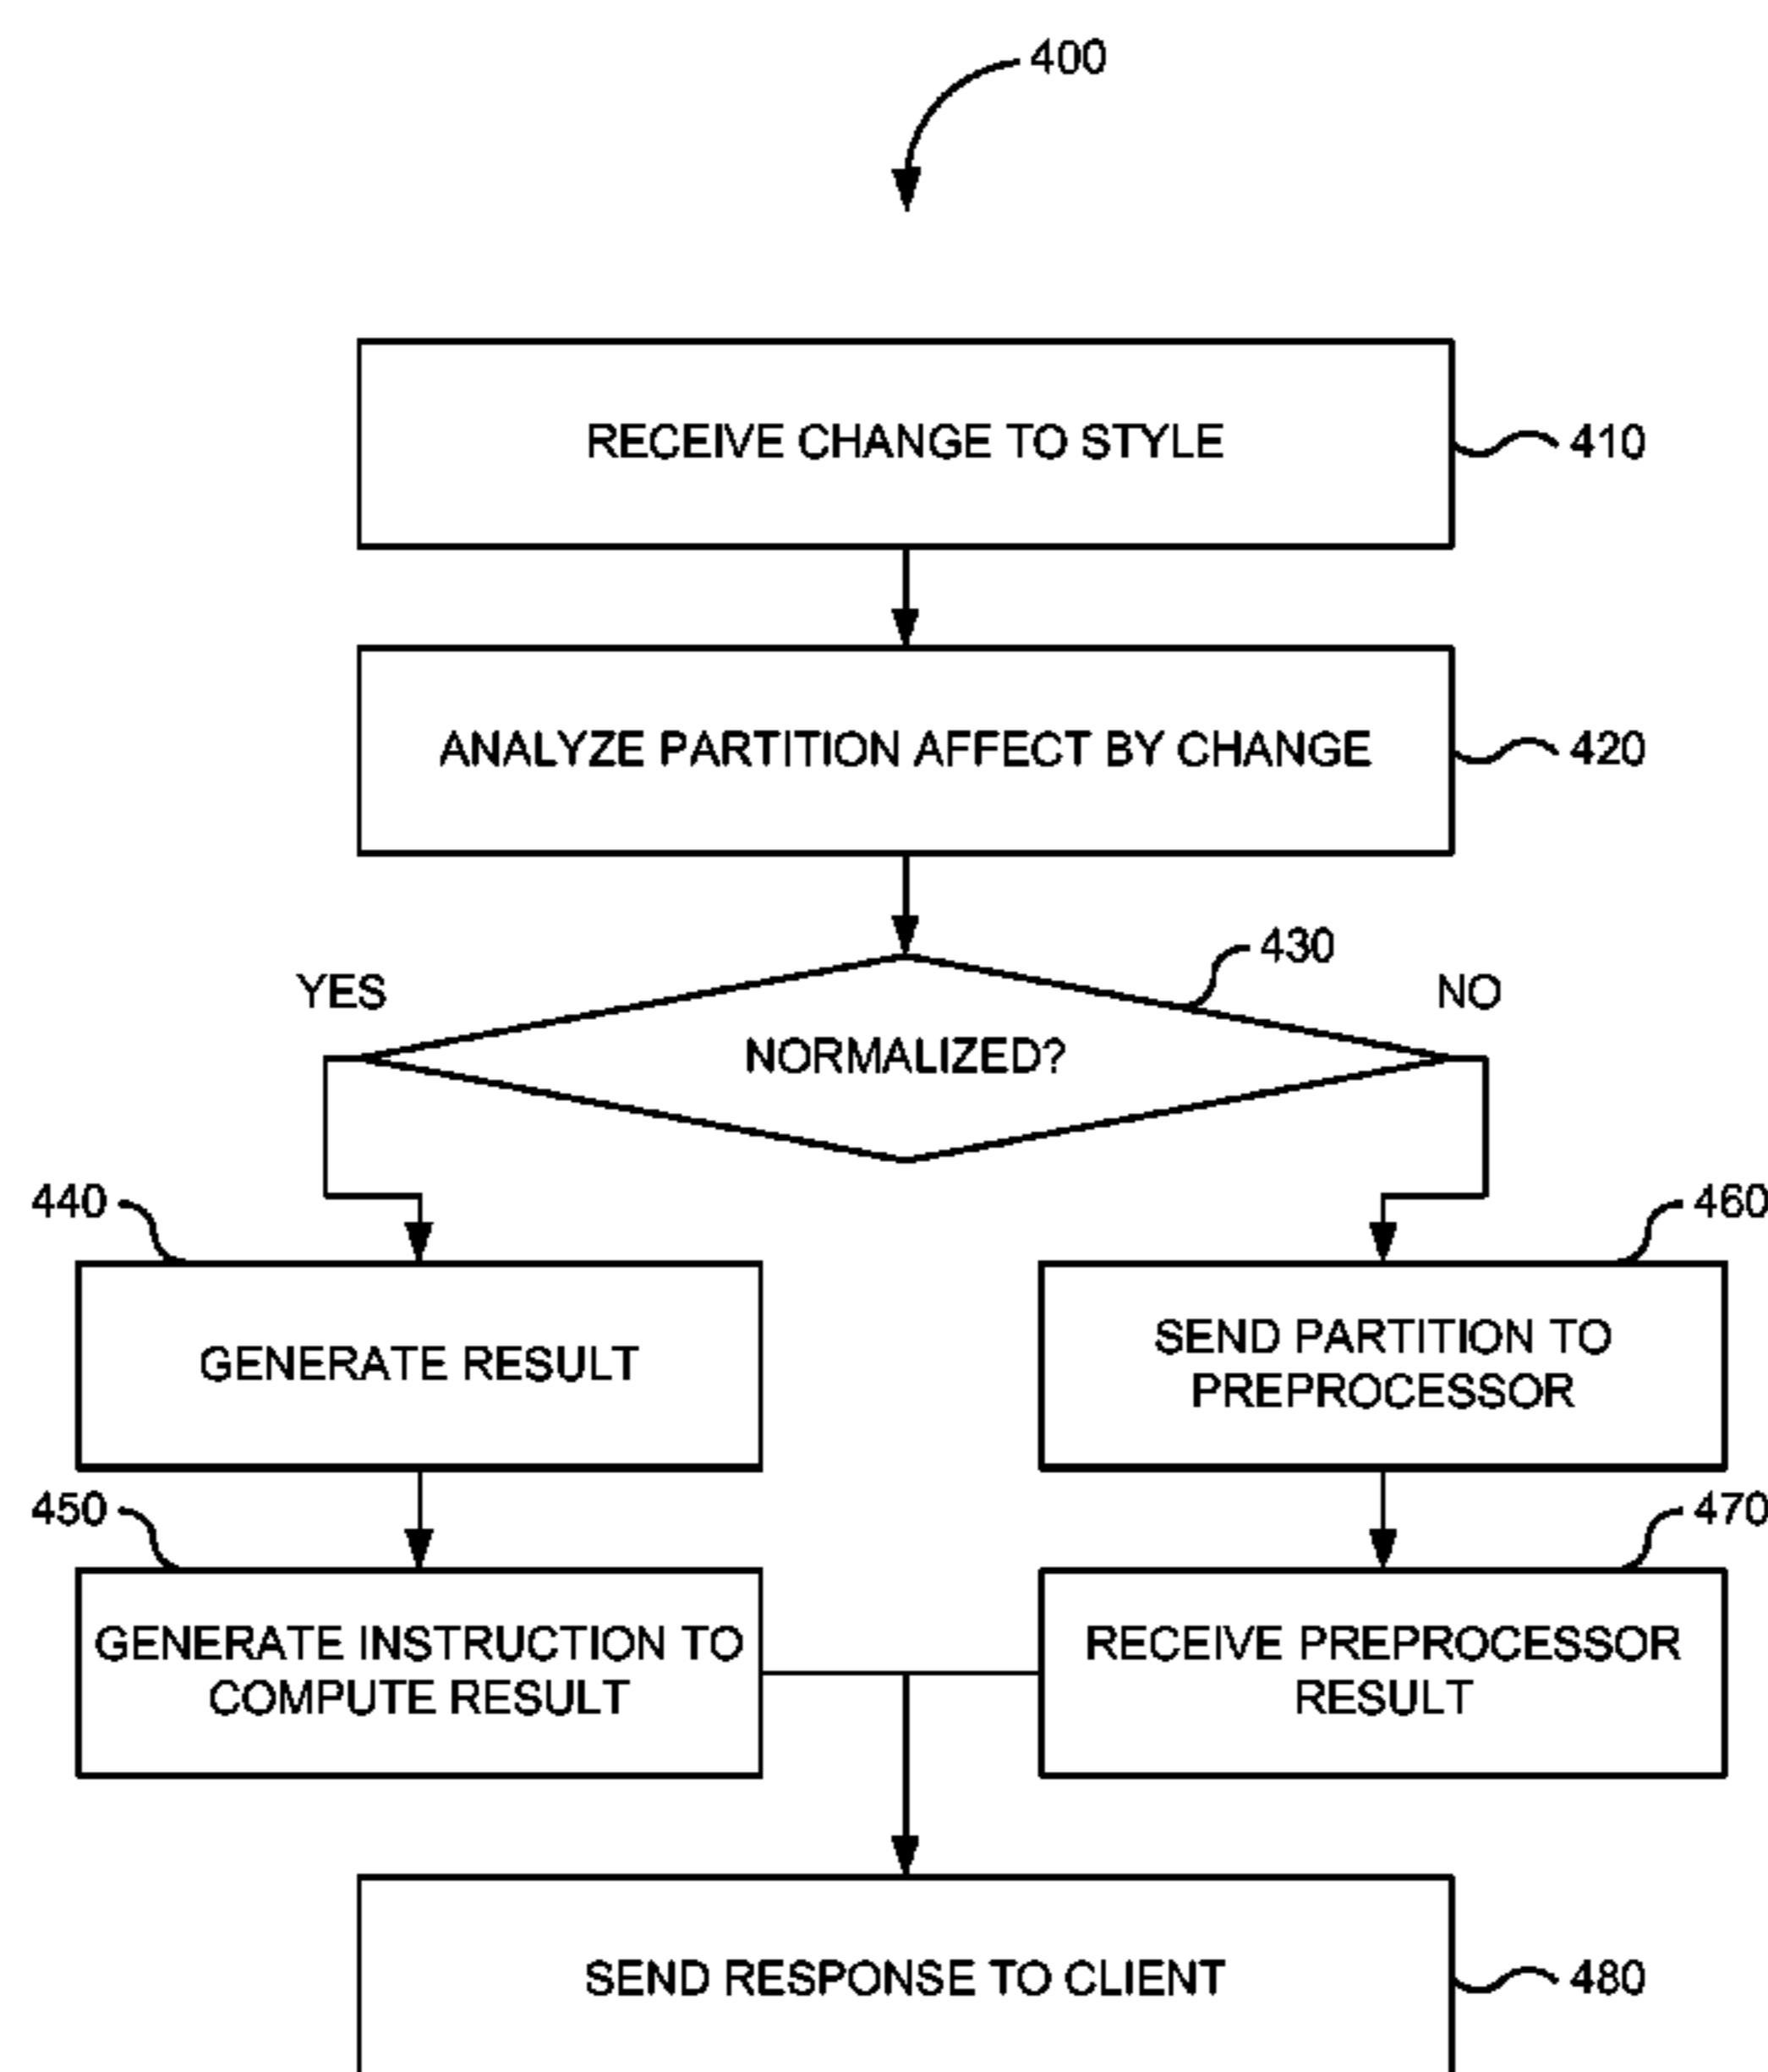 400
RECEIVE CHANGE TO STYLE
410
ANALYZE PARTITION AFFECT BY CHANGE
420
430
YES
NO
NORMALIZED?
440
460
GENERATE RESULT
SEND PARTITION TO
PREPROCESSOR
450
470
GENERATE INSTRUCTION TO
COMPUTE RESULT
RECEIVE PREPROCESSOR
RESULT
SEND RESPONSE TO CLIENT
480